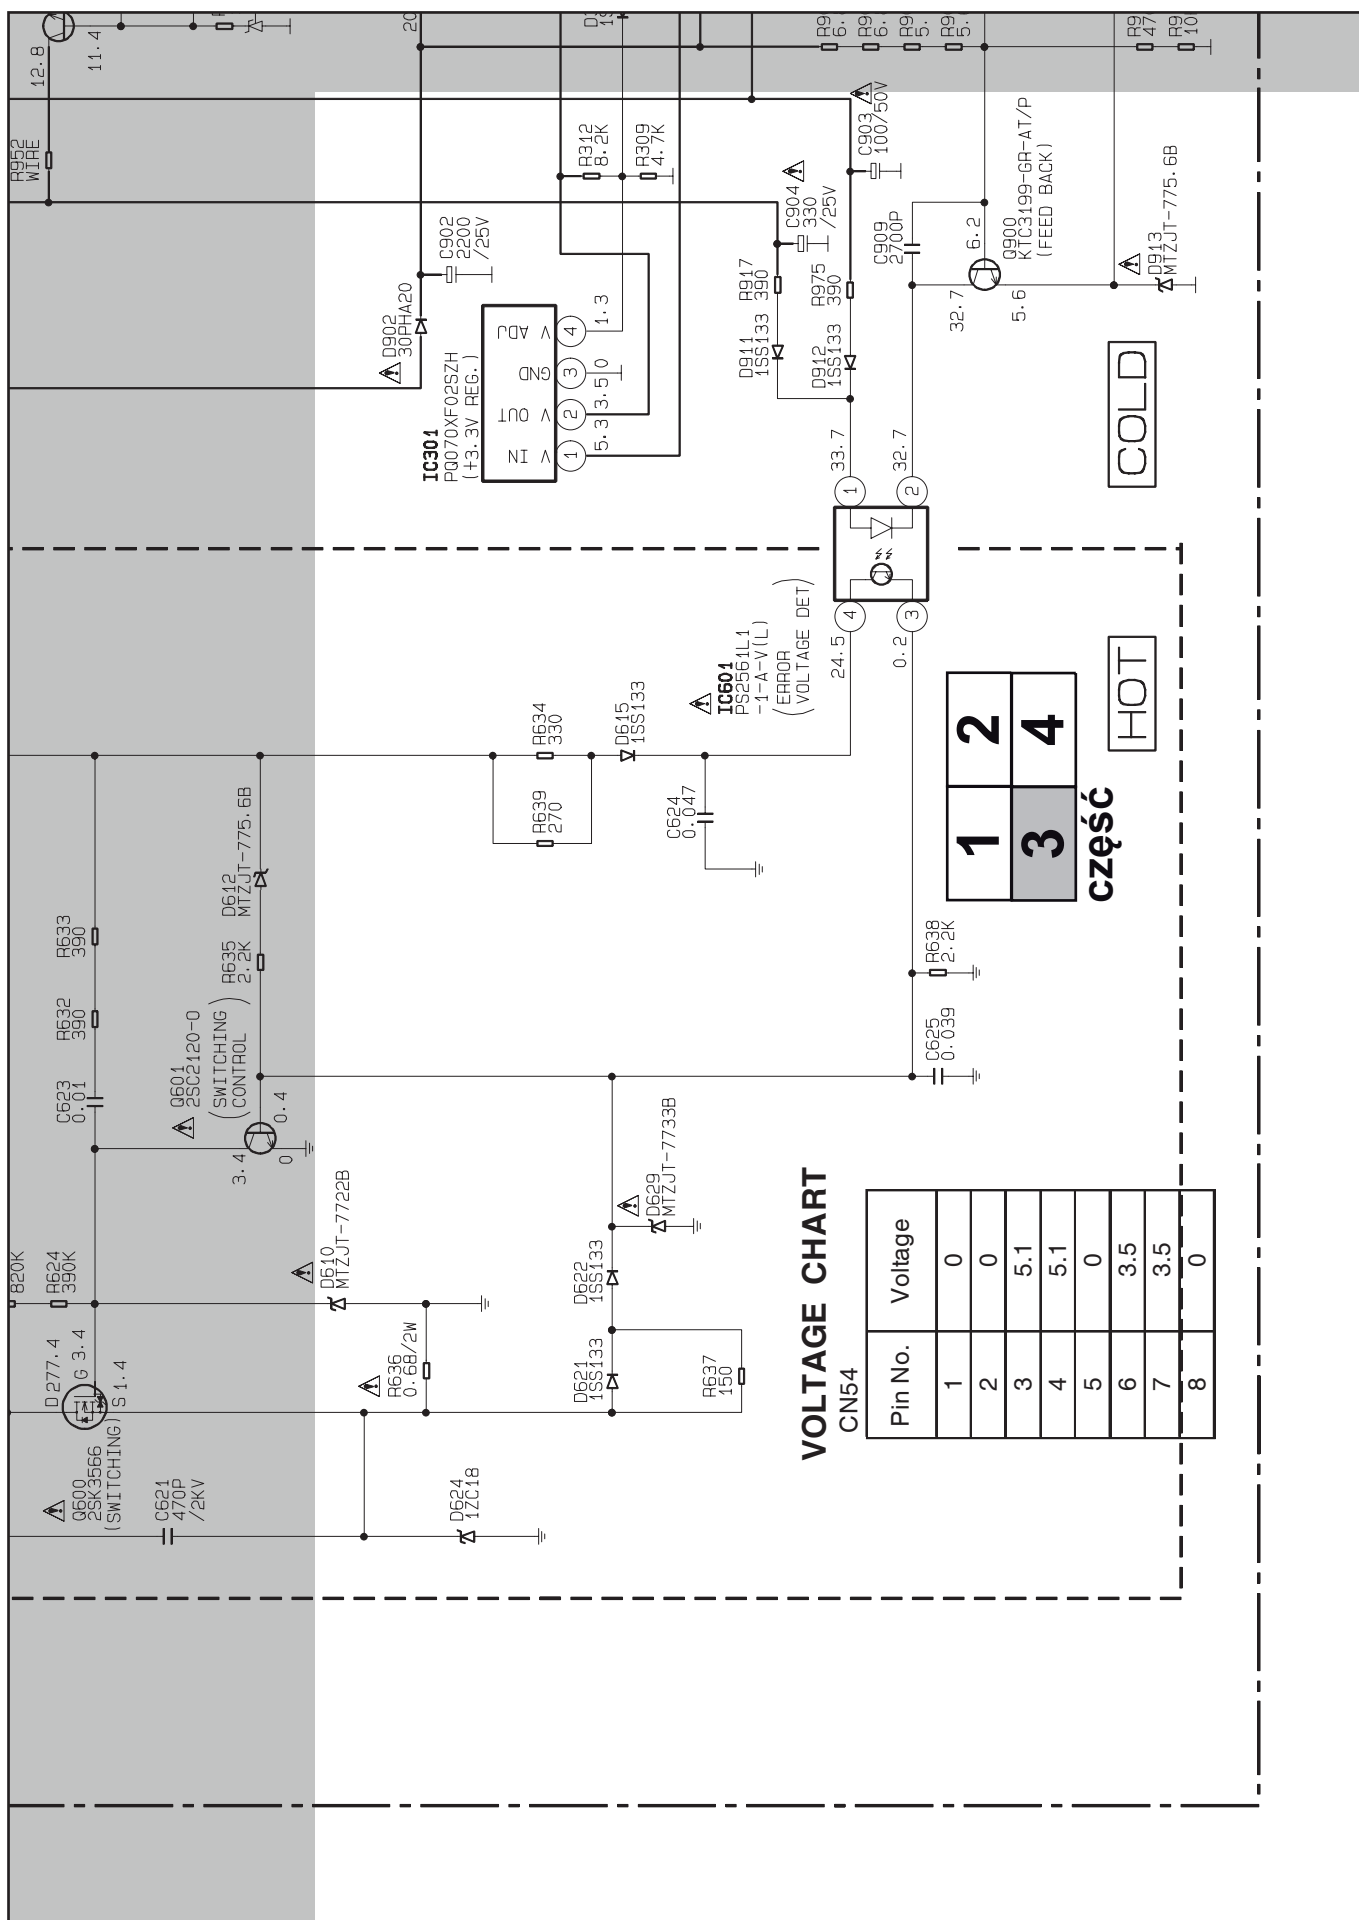 12.8
11.4
20
R952
WIRE
R312
8.2K
R309
4.7K
C903
100/50V
C904
330
/25V
C902
2200
/25V
D902
30PHA20
IC301
PQ070XF02SZH
(+3.3V REG.)
V ADJ
GND
V OUT
V IN
4
3
2
1
1.3
0
3.5
5.3
R917
390
R975
390
D911
1SS133
D912
1SS133
C909
2700P
6.2
Q900
KTC3199-GR-AT/P
(FEED BACK)
32.7
5.6
D913
MTZJT-775.6B
COLD
33.7
32.7
1
2
4
3
24.5
0.2
IC601
PS2561L1
-1-A-V(L)
(ERROR
VOLTAGE DET)
HOT
R634
330
D615
1SS133
R639
270
C624
0.047
D612
MTZJT-775.6B
R635
2.2K
R633
390
R632
390
C623
0.01
Q601
2SC2120-O
(SWITCHING
CONTROL)
3.4
0.4
0
R638
2.2K
C625
0.039
1 2
3 4
część
820K
R624
390K
D 277.4
G 3.4
S 1.4
Q600
2SK3566
(SWITCHING)
C621
470P
/2KV
D610
MTZJT-7722B
R636
0.68/2W
D624
1ZC18
D621
1SS133
D622
1SS133
D629
MTZJT-7733B
R637
150
VOLTAGE CHART
CN54
Pin No. Voltage
1 0
2 0
3 5.1
4 5.1
5 0
6 3.5
7 3.5
8 0